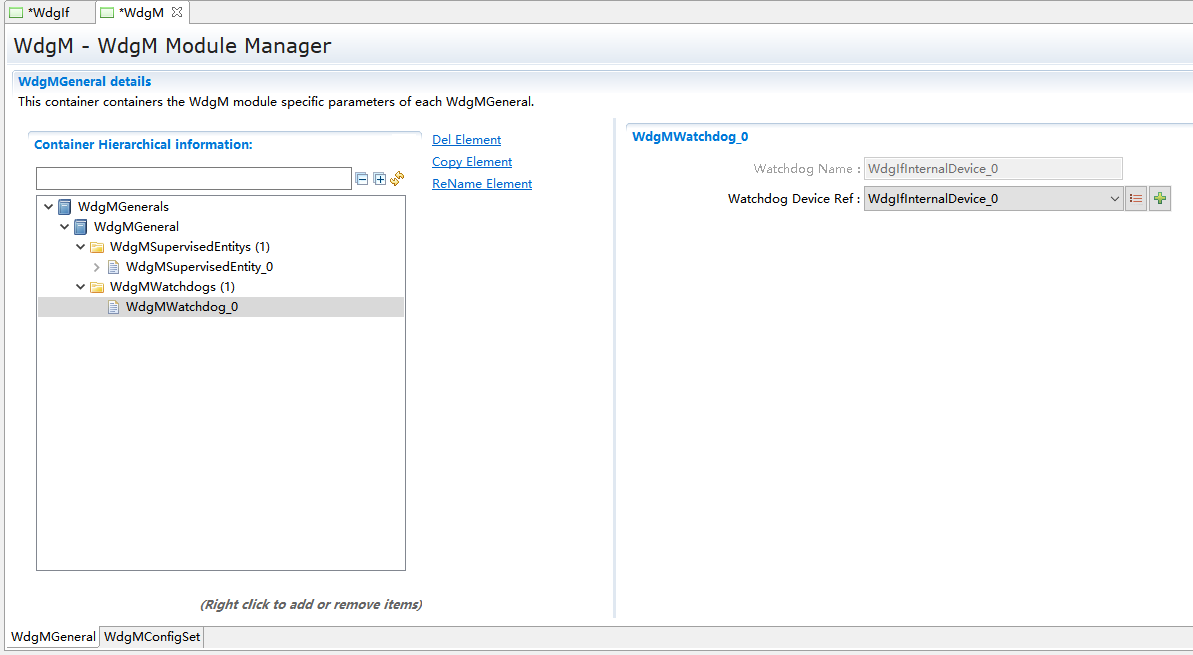 *WdgIf
*WdgM
WdgM - WdgM Module Manager
WdgMGeneral details
This container containers the WdgM module specific parameters of each WdgMGeneral.
Container Hierarchical information:
Del Element
Copy Element
ReName Element
WdgMGenerals
WdgMGeneral
WdgMSupervisedEntitys (1)
WdgMSupervisedEntity_0
WdgMWatchdogs (1)
WdgMWatchdog_0
(Right click to add or remove items)
WdgMWatchdog_0
Watchdog Name : WdgIfInternalDevice_0
Watchdog Device Ref : WdgIfInternalDevice_0
WdgMGeneral
WdgMConfigSet